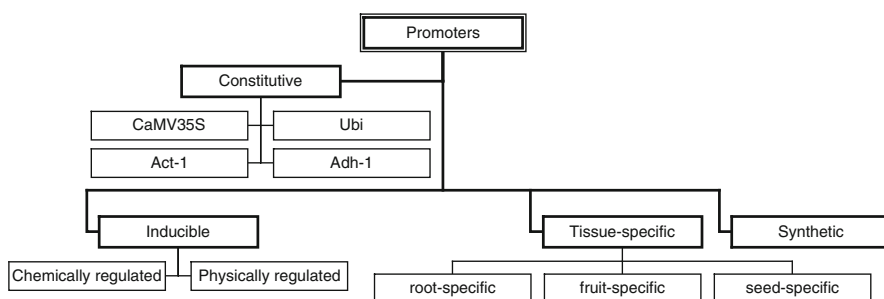 Promoters
Constitutive
CaMV35S
Ubi
Act-1
Adh-1
Inducible
Tissue-specific
Synthetic
Chemically regulated
Physically regulated
root-specific
fruit-specific
seed-specific